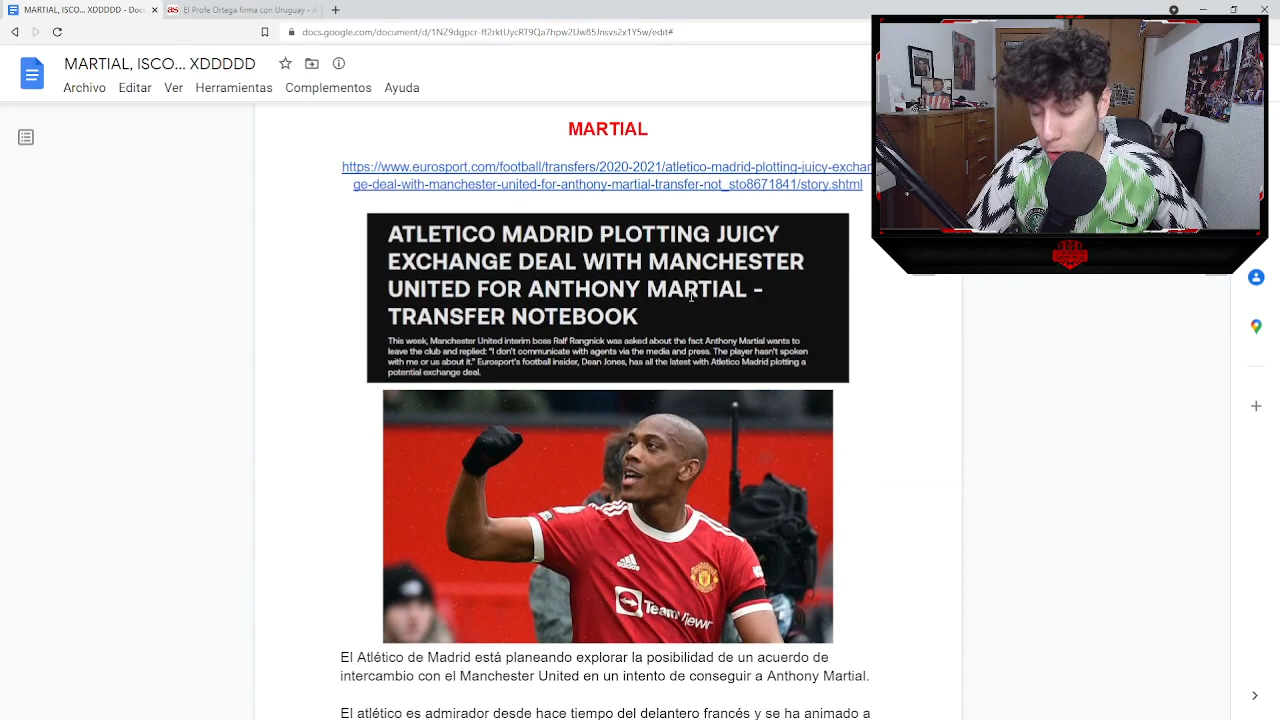 MARTIAL, ISCO... XDDDDD - Doc
El Profe Ortega firma con Uruguay - A
docs.google.com/document/d/1NZ9dgpcr-ff2rktUycRT9Qa7hpw2Uw85Jnsvs2x1Y5w/edit#
MARTIAL, ISCO... XDDDDD
Archivo Editar Ver Herramientas Complementos Ayuda
MARTIAL
https://www.eurosport.com/football/transfers/2020-2021/atletico-madrid-plotting-juicy-exchan
ge-deal-with-manchester-united-for-anthony-martial-transfer-not_sto8671841/story.shtml
ATLETICO MADRID PLOTTING JUICY
EXCHANGE DEAL WITH MANCHESTER
UNITED FOR ANTHONY MARTIAL -
TRANSFER NOTEBOOK
This week, Manchester United interim boss Ralf Rangnick was asked about the fact Anthony Martial wants to
leave the club and replied: "I don't communicate with agents via the media and press. The player hasn't spoken
with me or us about it." Eurosport's football insider, Dean Jones, has all the latest with Atletico Madrid plotting a
potential exchange deal.
adidas
TeamViewer
El Atlético de Madrid está planeando explorar la posibilidad de un acuerdo de
intercambio con el Manchester United en un intento de conseguir a Anthony Martial.
El atlético es admirador desde hace tiempo del delantero francés y se ha animado a